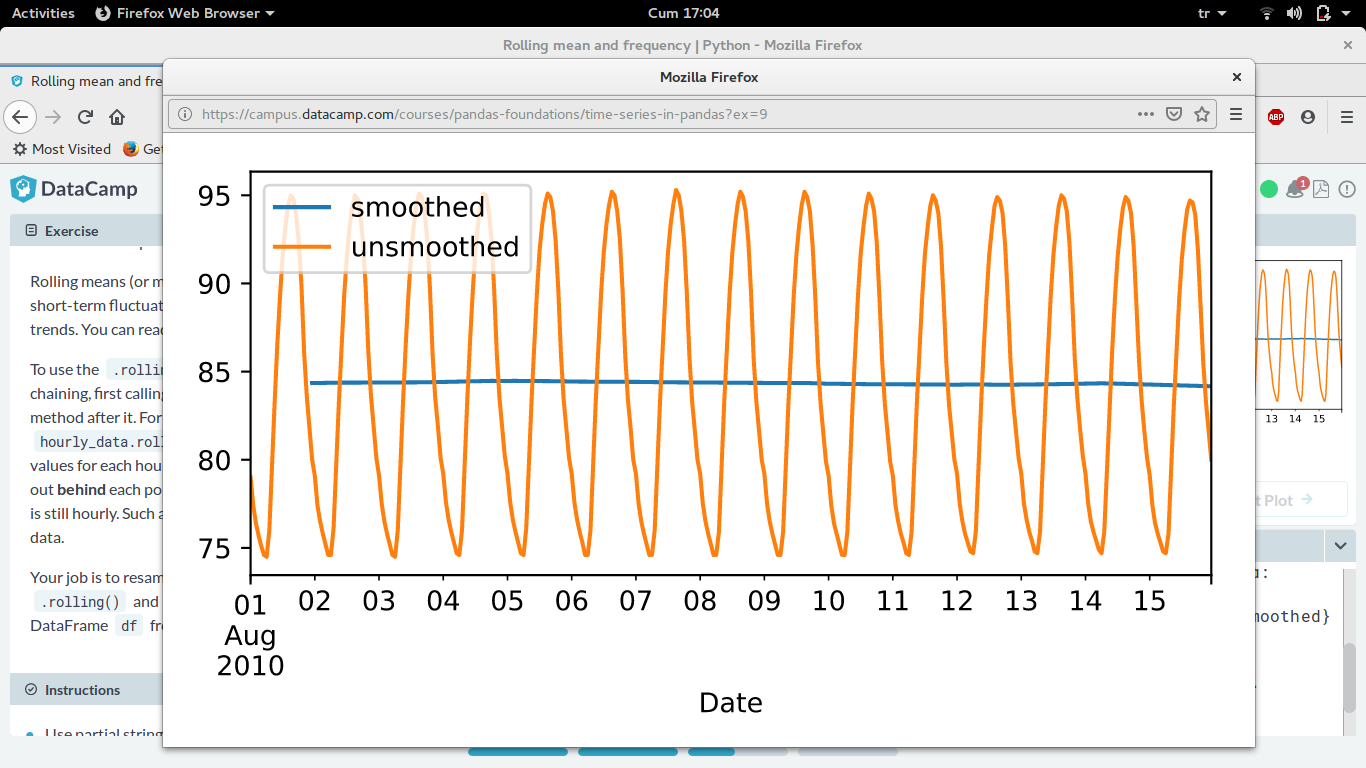 Activities Firefox Web Browser Cum 17:04 tr
Rolling mean and frequency | Python - Mozilla Firefox
Rolling mean and fre
Mozilla Firefox
https://campus.datacamp.com/courses/pandas-foundations/time-series-in-pandas?ex=9
ABP
Most Visited Get
DataCamp
1
Exercise
Rolling means (or m
short-term fluctuat
trends. You can read
To use the .rollin
chaining, first calling
method after it. For
hourly_data.roll
values for each hou
out behind each po
is still hourly. Such a
data.
Your job is to resam
.rolling() and
DataFrame df fr
Instructions
Use partial string
smoothed
unsmoothed
95
90
85
80
75
01 02 03 04 05 06 07 08 09 10 11 12 13 14 15
Aug
2010
Date
13 14 15
t Plot
moothed}